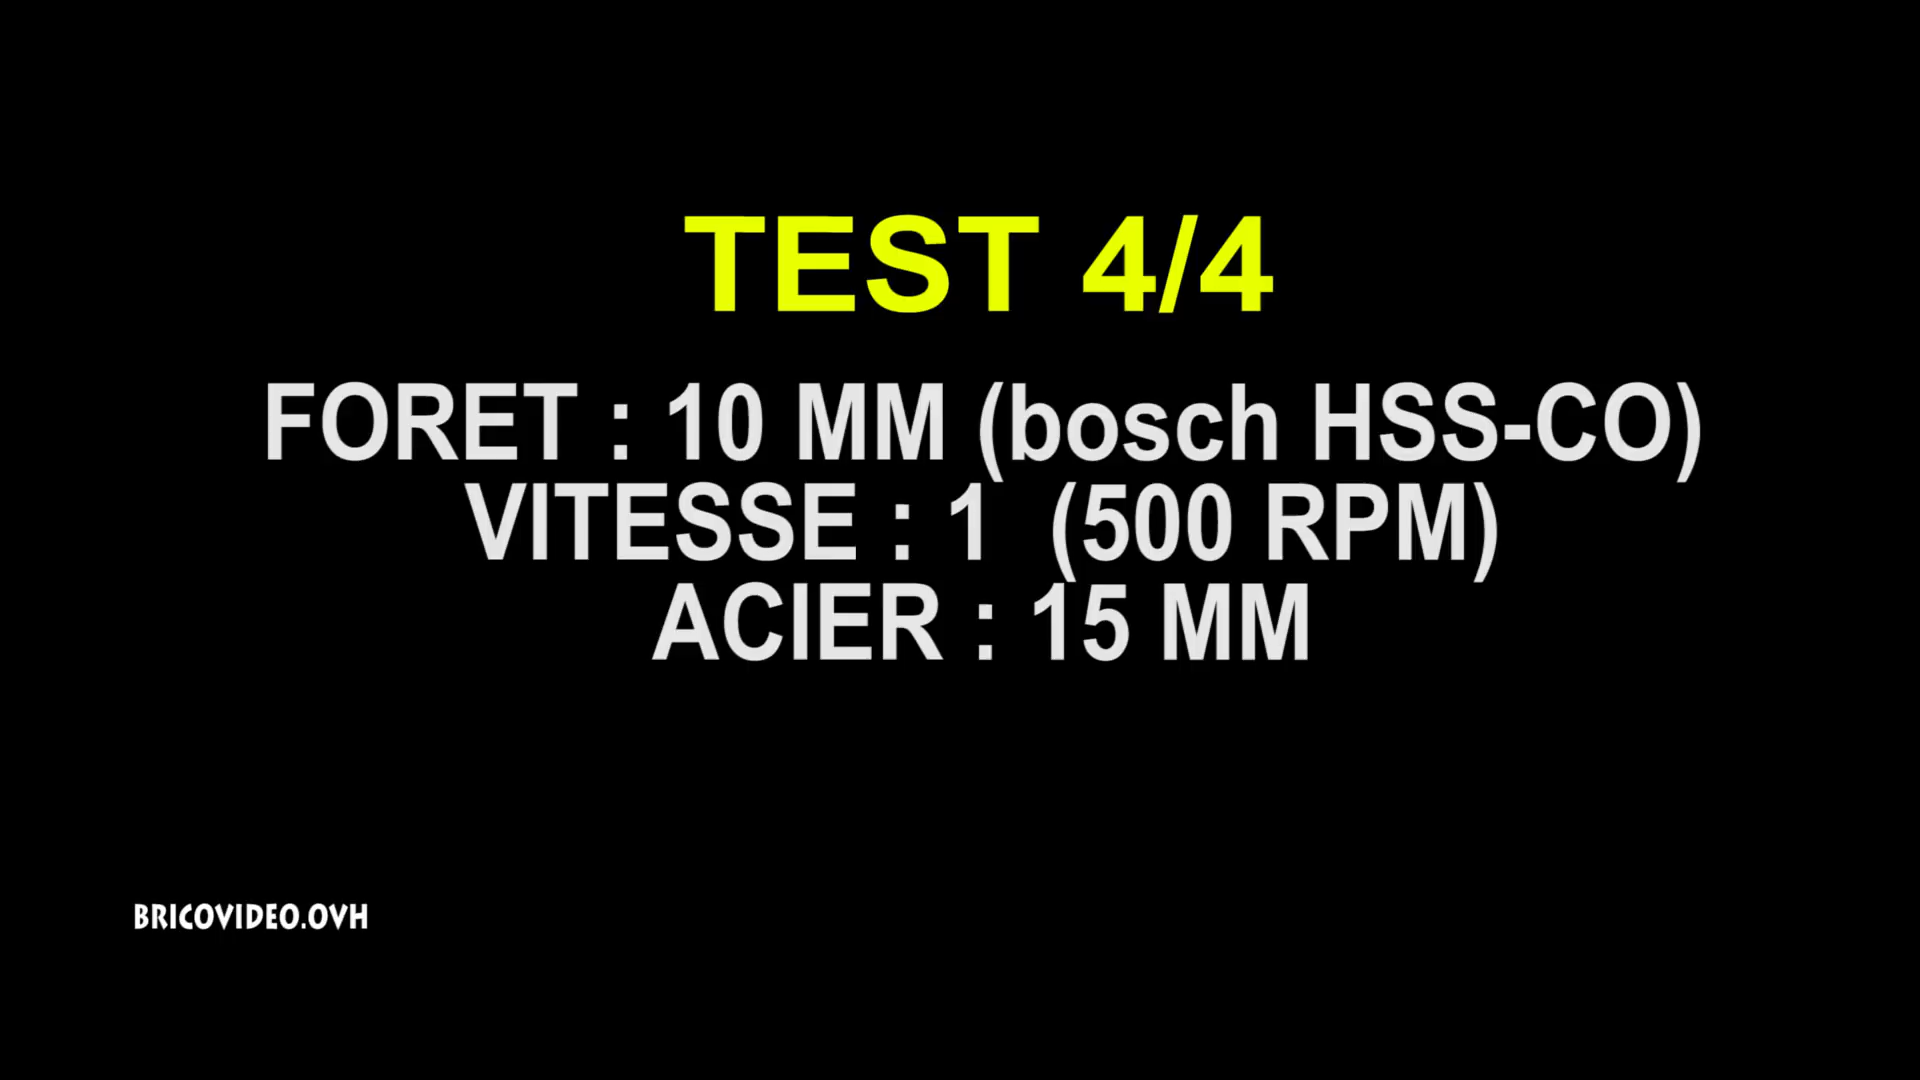 TEST 4/4
FORET : 10 MM (bosch HSS-CO)
VITESSE : 1 (500 RPM)
ACIER : 15 MM
BRICOVIDEO.OVH